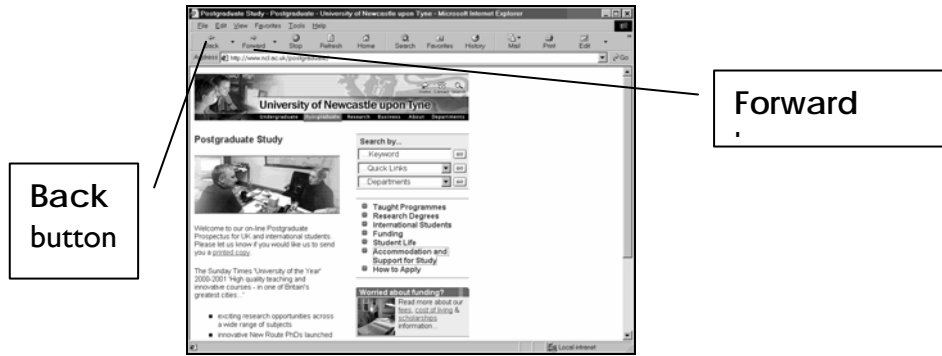 Postgraduate Study - Postgraduate - University of Newcastle upon Tyne - Microsoft Internet Explorer
File Edit View Favorites Tools Help
Back Forward Stop Refresh Home Search Favorites History Mail Print Edit
Address http://www.ncl.ac.uk/postgraduate/ Go
Home Contact Search
University of Newcastle upon Tyne
Undergraduate Postgraduate Research Business About Departments
Postgraduate Study
Search by...
Keyword
Quick Links
Departments
Taught Programmes
Research Degrees
International Students
Funding
Student Life
Accommodation and
Support for Study
How to Apply
Welcome to our on-line Postgraduate
Prospectus for UK and international students.
Please let us know if you would like us to send
you a printed copy.
The Sunday Times 'University of the Year'
2000-2001 'High quality teaching and
innovative courses - in one of Britain's
greatest cities...'
exciting research opportunities across
a wide range of subjects
innovative New Route PhDs launched
Worried about funding?
Read more about our
fees, cost of living &
scholarships
information...
Local intranet
Back
button
Forward